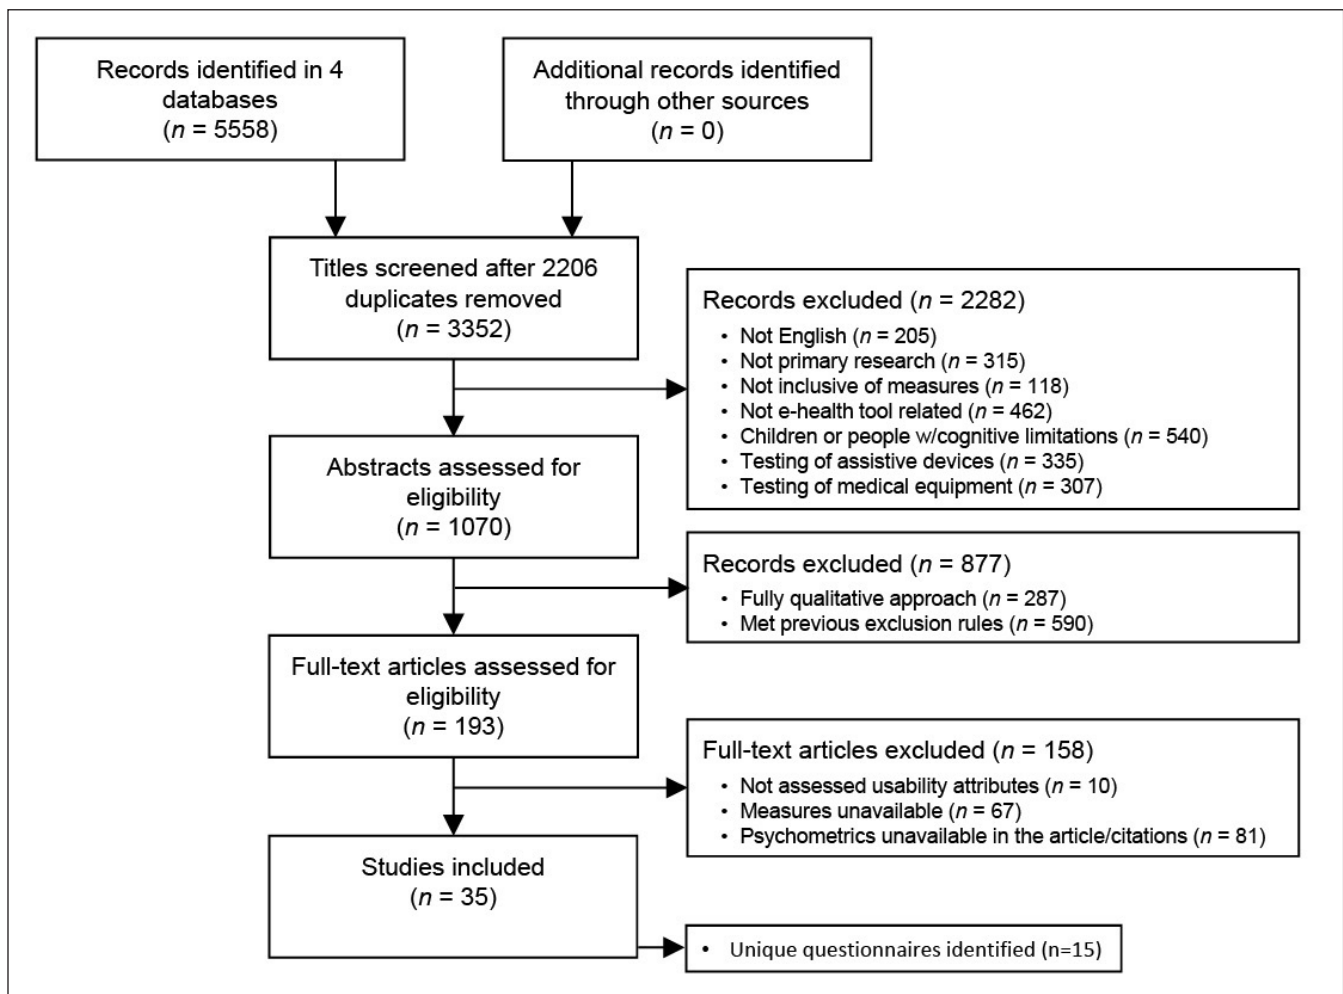 Records identified in 4
databases
(n = 5558)
Additional records identified
through other sources
(n = 0)
Titles screened after 2206
duplicates removed
(n = 3352)
Records excluded (n = 2282)
• Not English (n = 205)
• Not primary research (n = 315)
• Not inclusive of measures (n = 118)
• Not e-health tool related (n = 462)
• Children or people w/cognitive limitations (n = 540)
• Testing of assistive devices (n = 335)
• Testing of medical equipment (n = 307)
Abstracts assessed for
eligibility
(n = 1070)
Records excluded (n = 877)
• Fully qualitative approach (n = 287)
• Met previous exclusion rules (n = 590)
Full-text articles assessed for
eligibility
(n = 193)
Full-text articles excluded (n = 158)
• Not assessed usability attributes (n = 10)
• Measures unavailable (n = 67)
• Psychometrics unavailable in the article/citations (n = 81)
Studies included
(n = 35)
• Unique questionnaires identified (n=15)